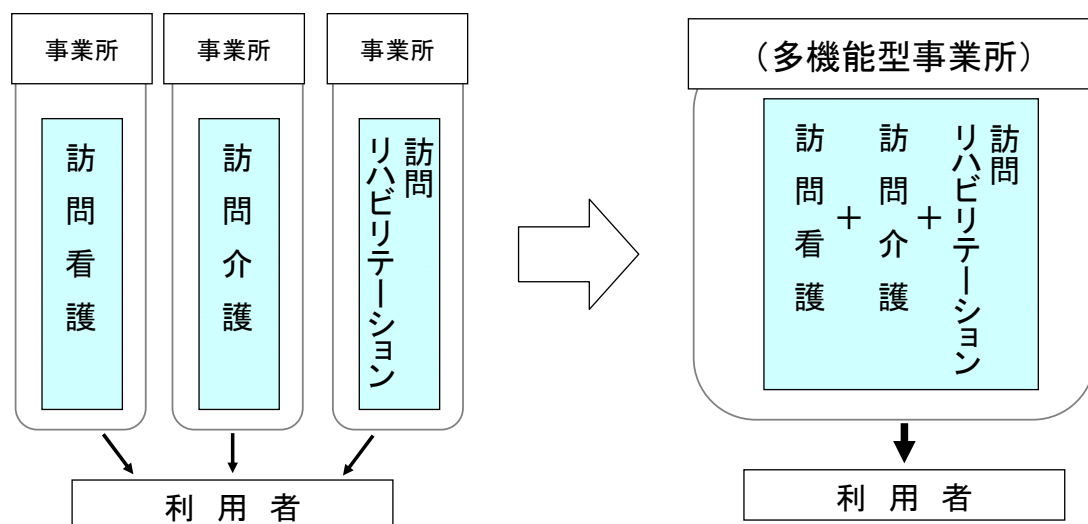 事業所
事業所
事業所
訪問看護
訪問介護
訪問
リハビリテーション
利用者
(多機能型事業所)
訪問看護
+
訪問介護
+
訪問
リハビリテーション
利用者